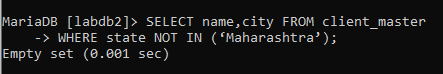 MariaDB [labdb2]> SELECT name,city FROM client_master
    -> WHERE state NOT IN (‘Maharashtra’);
Empty set (0.001 sec)